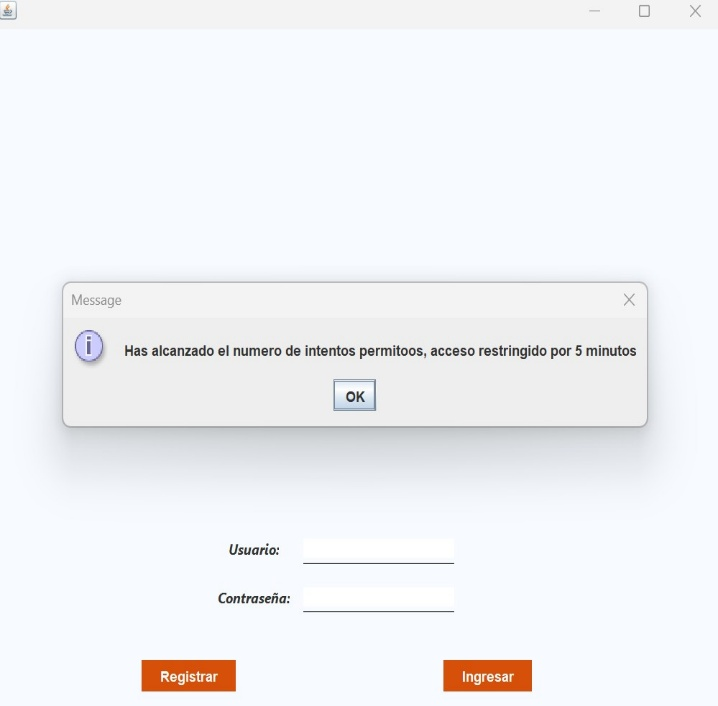 Message
Has alcanzado el numero de intentos permitoos, acceso restringido por 5 minutos
OK
Usuario:
Contraseña:
Registrar
Ingresar